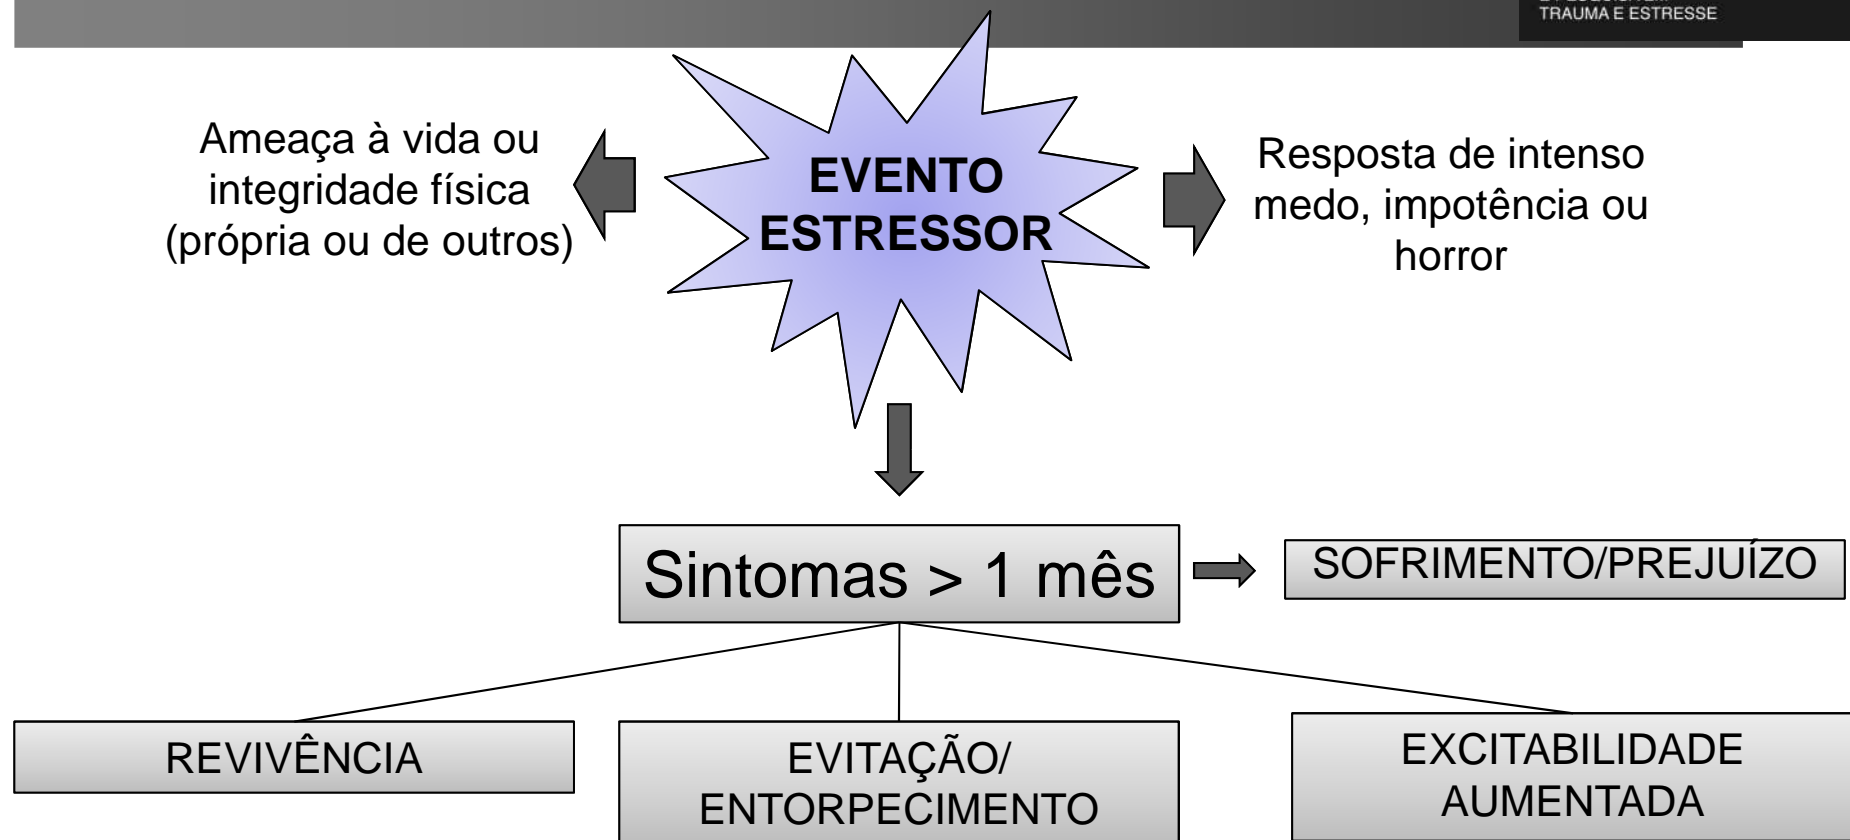 TRAUMA E ESTRESSE
Ameaça à vida ou
integridade física
(própria ou de outros)
EVENTO
ESTRESSOR
Resposta de intenso
medo, impotência ou
horror
Sintomas > 1 mês
SOFRIMENTO/PREJUÍZO
REVIVÊNCIA
EVITAÇÃO/
ENTORPECIMENTO
EXCITABILIDADE
AUMENTADA